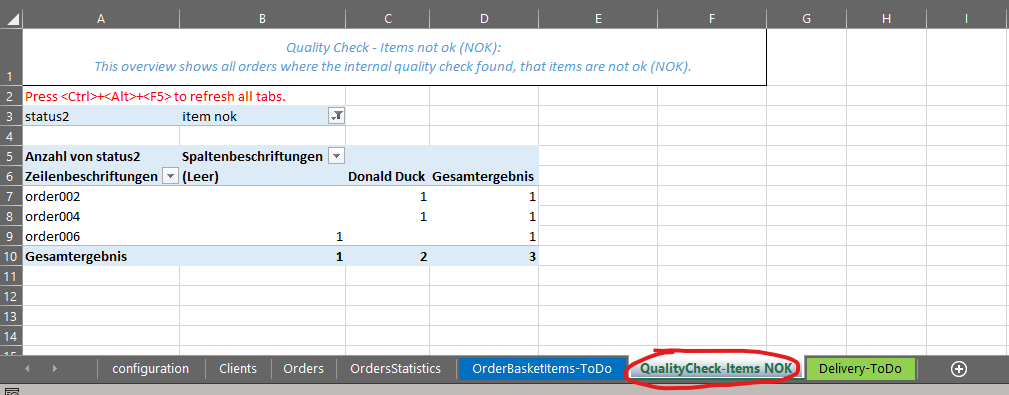 A B C D E F G H I
1 Quality Check - Items not ok (NOK):
This overview shows all orders where the internal quality check found, that items are not ok (NOK).
2 Press <Ctrl>+<Alt>+<F5> to refresh all tabs.
3 status2 item nok
4
5 Anzahl von status2 Spaltenbeschriftungen
6 Zeilenbeschriftungen (Leer) Donald Duck Gesamtergebnis
7 order002 1 1
8 order004 1 1
9 order006 1 1
10 Gesamtergebnis 1 2 3
11
12
13
14
15
configuration Clients Orders OrdersStatistics OrderBasketItems-ToDo QualityCheck-Items NOK Delivery-ToDo